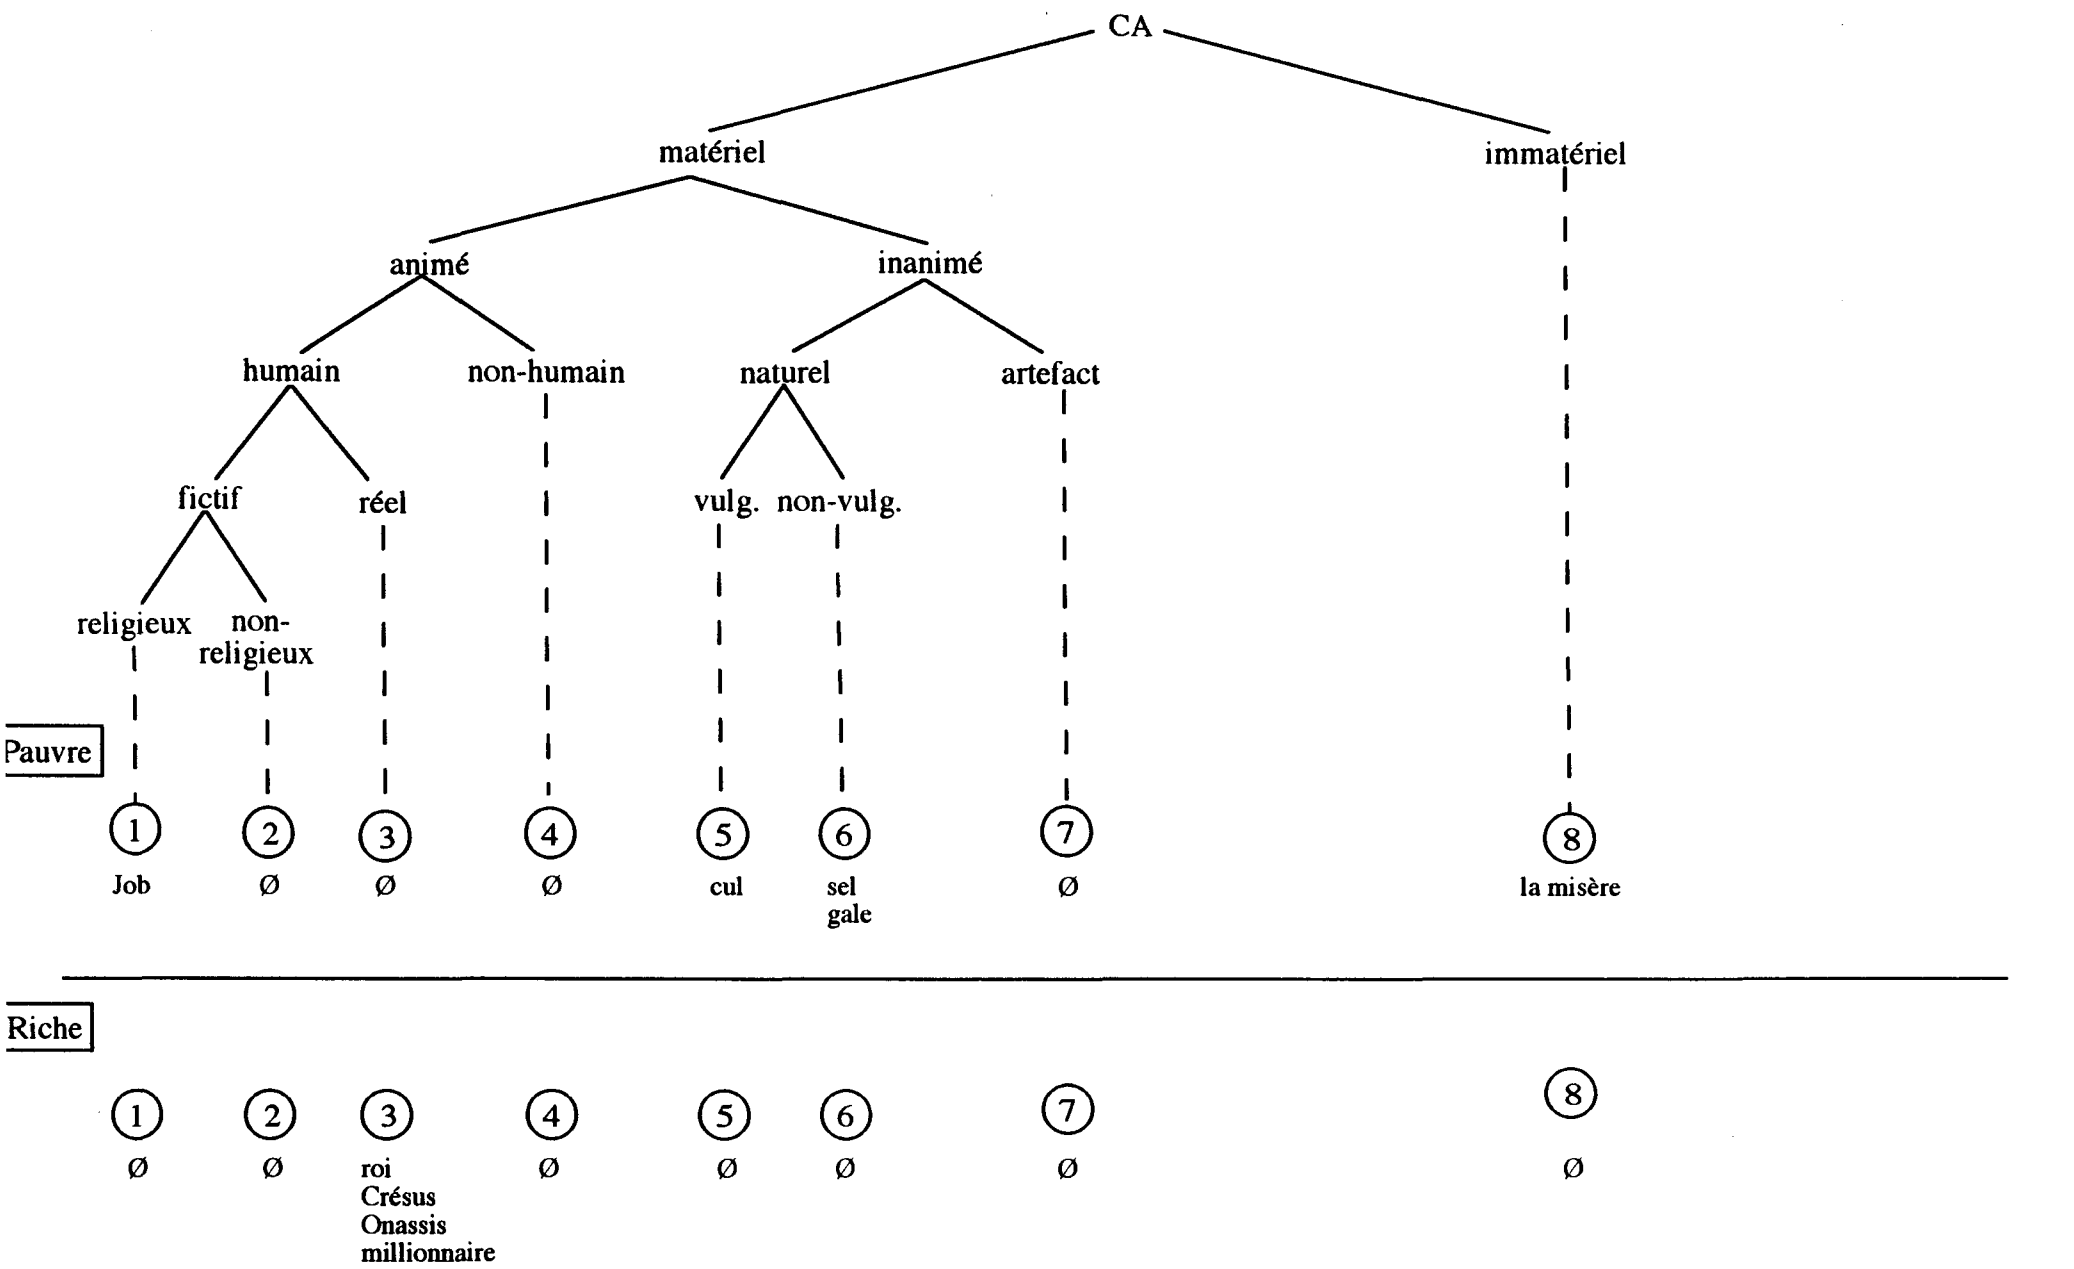 CA
matériel immatériel
animé inanimé
humain non-humain naturel artefact
fictif réel vulg. non-vulg.
religieux non-
religieux
Pauvre
1 2 3 4 5 6 7 8
Job Ø Ø Ø cul sel Ø la misère
gale
Riche
1 2 3 4 5 6 7 8
Ø Ø roi Ø Ø Ø Ø Ø
Crésus
Onassis
millionnaire